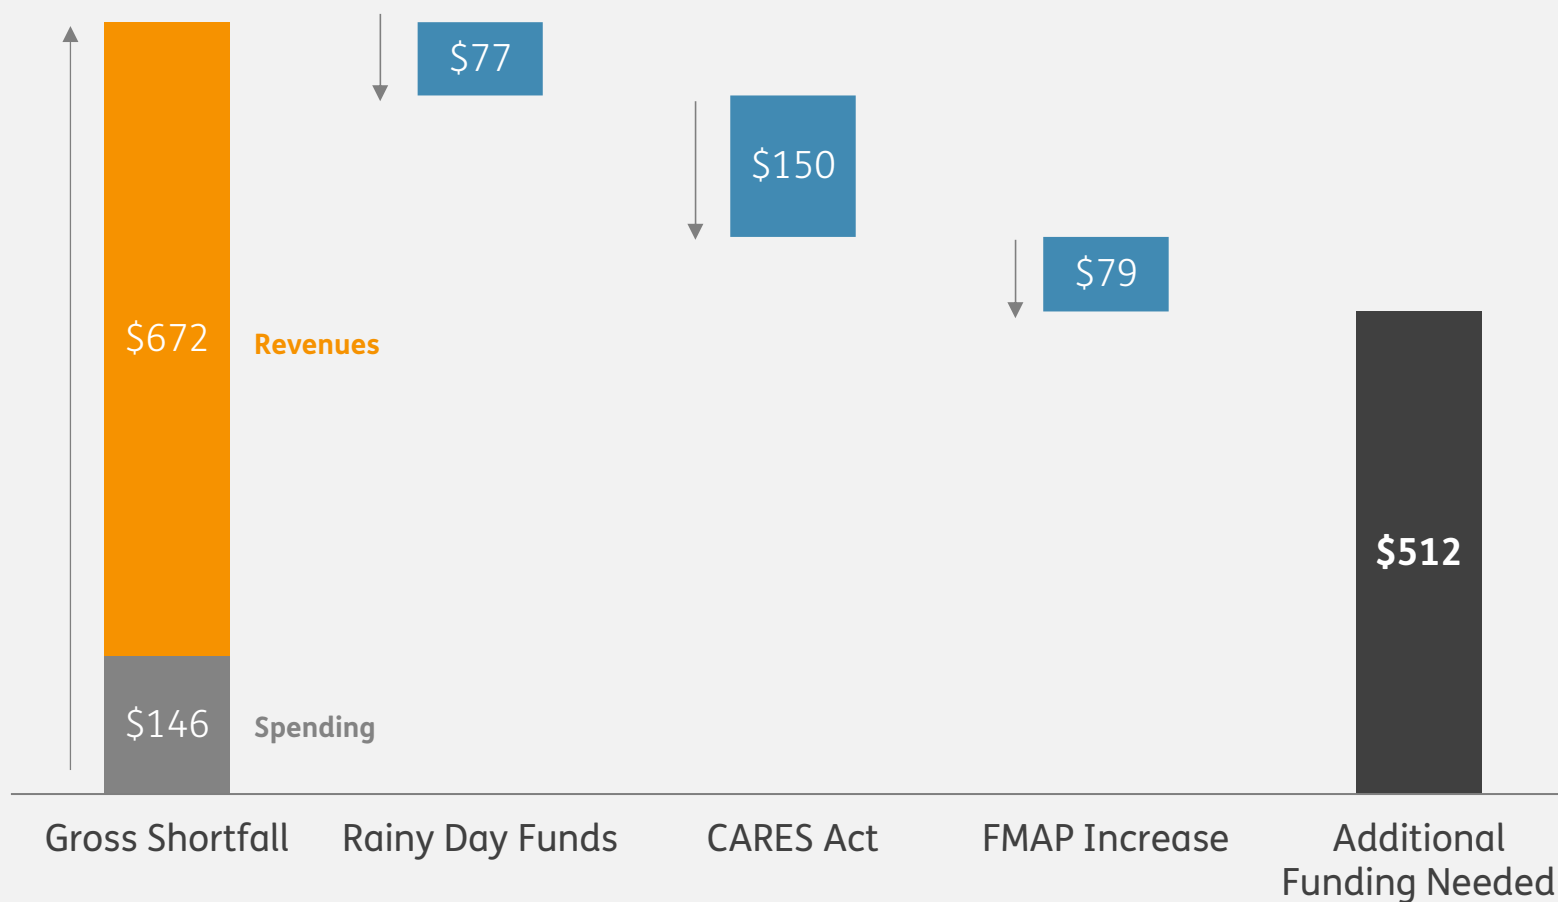 $77
$150
$79
$672
Revenues
$512
$146
Spending
Gross Shortfall
Rainy Day Funds
CARES Act
FMAP Increase
Additional
Funding Needed